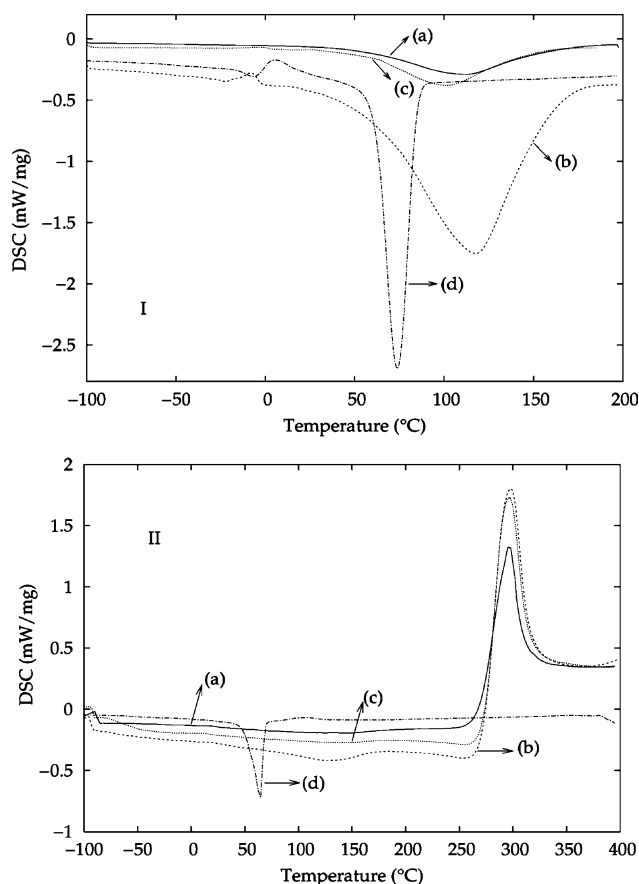 0
−0.5
−1
−1.5
−2
−2.5
DSC (mW/mg)
(a)
(c)
(b)
(d)
I
−100 −50 0 50 100 150 200
Temperature (°C)
2
1.5
1
0.5
0
−0.5
−1
DSC (mW/mg)
II
(a)
(c)
(b)
(d)
−100 −50 0 50 100 150 200 250 300 350 400
Temperature (°C)